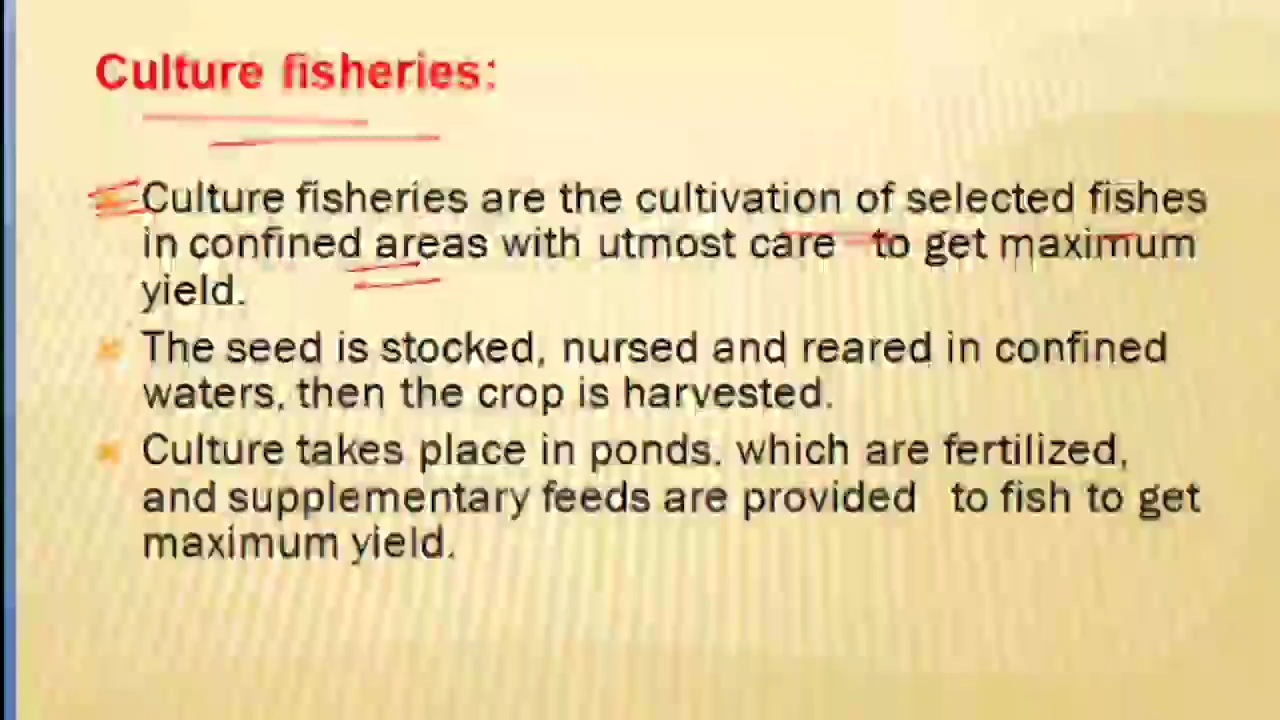 Culture fisheries:
Culture fisheries are the cultivation of selected fishes
in confined areas with utmost care to get maximum
yield.
The seed is stocked, nursed and reared in confined
waters, then the crop is harvested.
Culture takes place in ponds, which are fertilized,
and supplementary feeds are provided to fish to get
maximum yield.